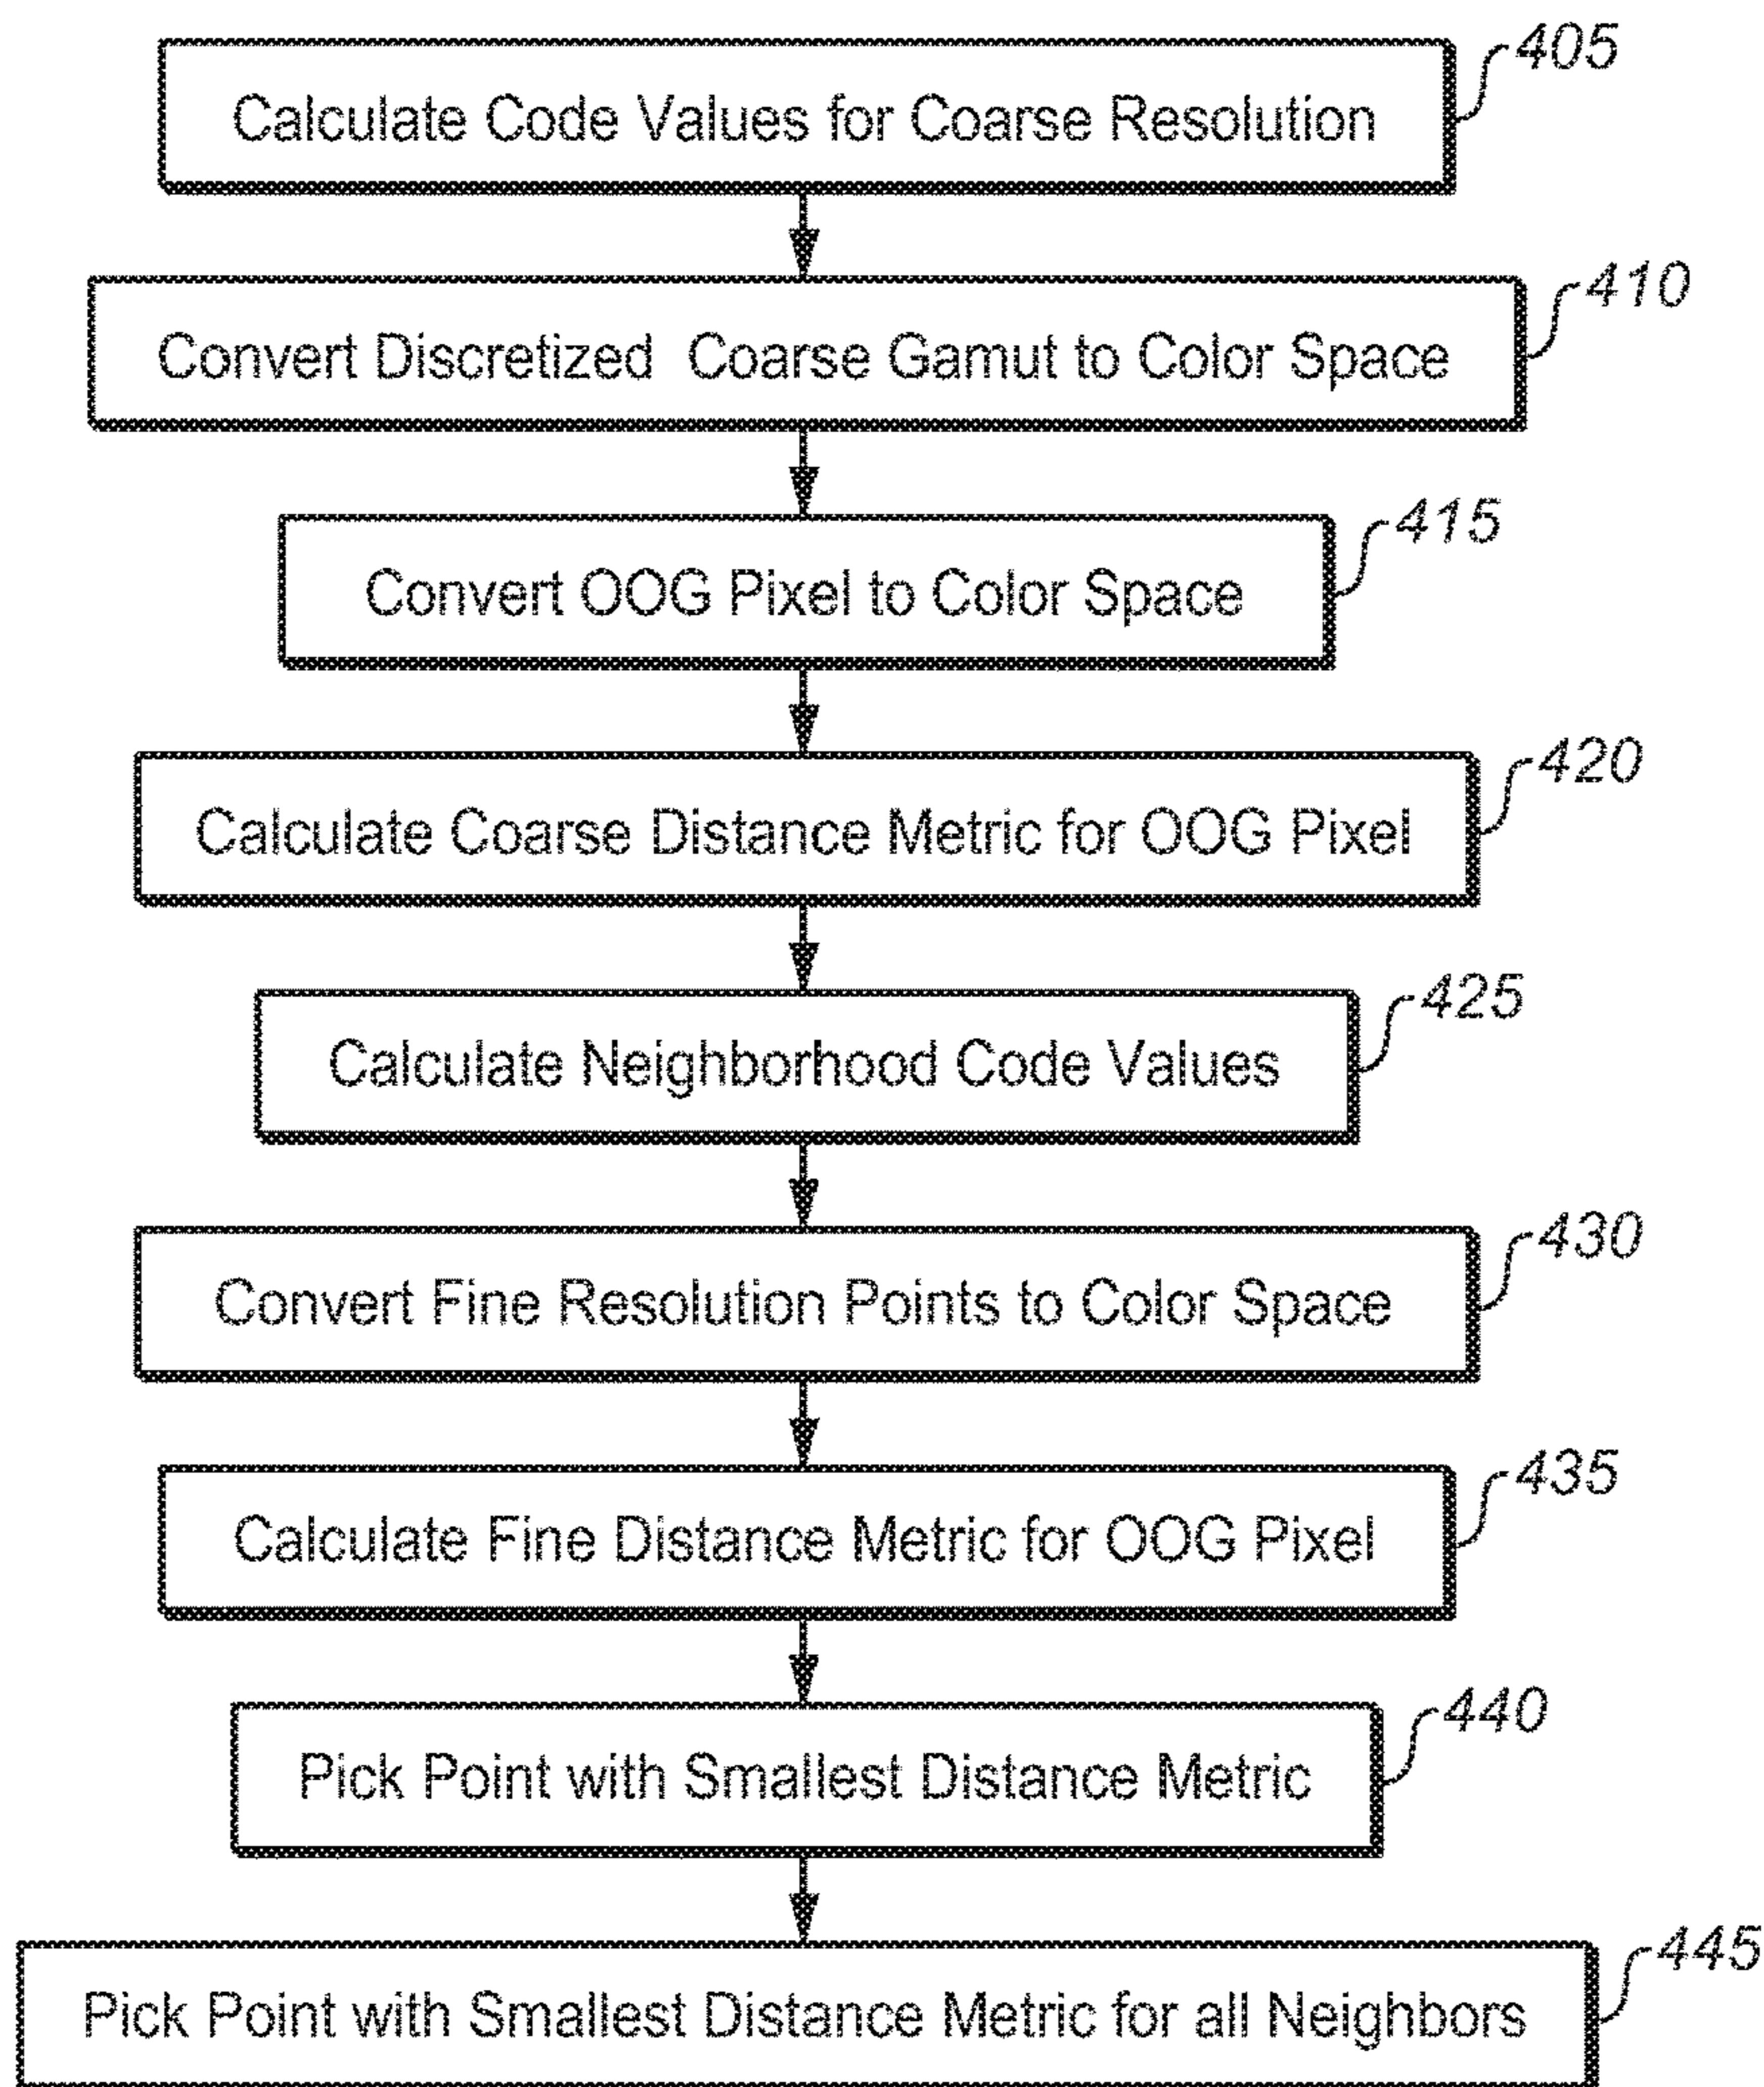 405
Calculate Code Values for Coarse Resolution
410
Convert Discretized Coarse Gamut to Color Space
415
Convert OOG Pixel to Color Space
420
Calculate Coarse Distance Metric for OOG Pixel
425
Calculate Neighborhood Code Values
430
Convert Fine Resolution Points to Color Space
435
Calculate Fine Distance Metric for OOG Pixel
440
Pick Point with Smallest Distance Metric
445
Pick Point with Smallest Distance Metric for all Neighbors